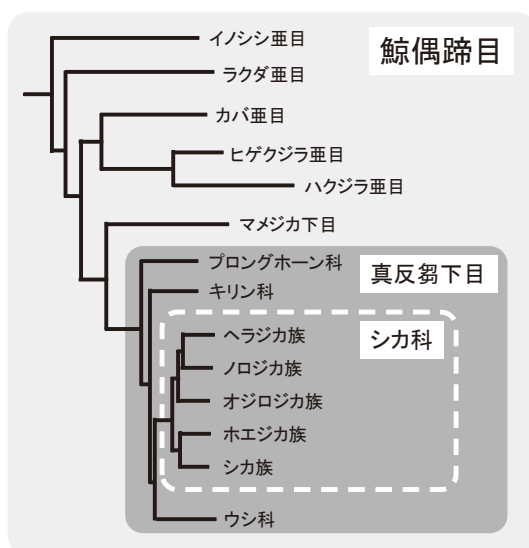 鯨偶蹄目
イノシシ亜目
ラクダ亜目
カバ亜目
ヒゲクジラ亜目
ハクジラ亜目
マメジカ下目
真反芻下目
プロングホーン科
キリン科
シカ科
ヘラジカ族
ノロジカ族
オジロジカ族
ホエジカ族
シカ族
ウシ科